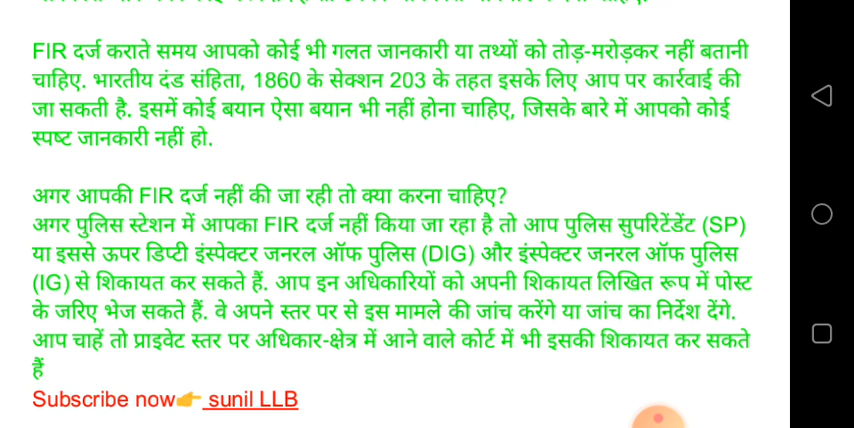 FIR दर्ज कराते समय आपको कोई भी गलत जानकारी या तथ्यों को तोड़-मरोड़कर नहीं बतानी
चाहिए. भारतीय दंड संहिता, 1860 के सेक्शन 203 के तहत इसके लिए आप पर कार्रवाई की
जा सकती है. इसमें कोई बयान ऐसा बयान भी नहीं होना चाहिए, जिसके बारे में आपको कोई
स्पष्ट जानकारी नहीं हो.
अगर आपकी FIR दर्ज नहीं की जा रही तो क्या करना चाहिए?
अगर पुलिस स्टेशन में आपका FIR दर्ज नहीं किया जा रहा है तो आप पुलिस सुपरिटेंडेंट (SP)
या इससे ऊपर डिप्टी इंस्पेक्टर जनरल ऑफ पुलिस (DIG) और इंस्पेक्टर जनरल ऑफ पुलिस
(IG) से शिकायत कर सकते हैं. आप इन अधिकारियों को अपनी शिकायत लिखित रूप में पोस्ट
के जरिए भेज सकते हैं. वे अपने स्तर पर से इस मामले की जांच करेंगे या जांच का निर्देश देंगे.
आप चाहें तो प्राइवेट स्तर पर अधिकार-क्षेत्र में आने वाले कोर्ट में भी इसकी शिकायत कर सकते
हैं
Subscribe now👉 sunil LLB